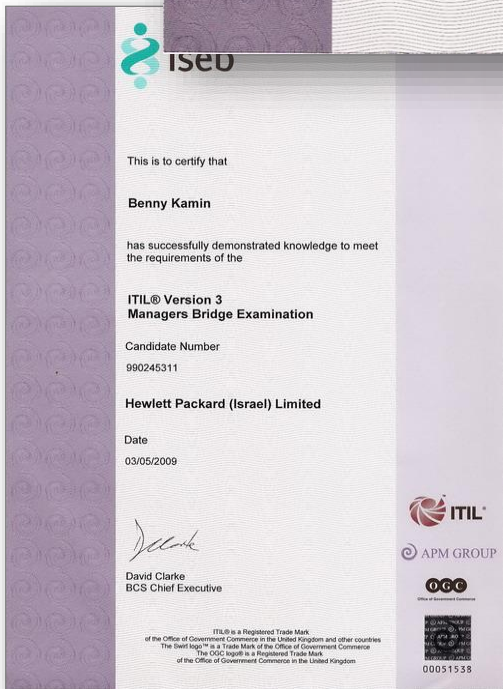 iseb
This is to certify that
Benny Kamin
has successfully demonstrated knowledge to meet
the requirements of the
ITIL® Version 3
Managers Bridge Examination
Candidate Number
990245311
Hewlett Packard (Israel) Limited
Date
03/05/2009
David Clarke
BCS Chief Executive
ITIL®
APM GROUP
OGC
Office of Government Commerce
00051538
ITIL® is a Registered Trade Mark
of the Office of Government Commerce in the United Kingdom and other countries
The Swirl logo™ is a Trade Mark of the Office of Government Commerce
The OGC logo® is a Registered Trade Mark
of the Office of Government Commerce in the United Kingdom